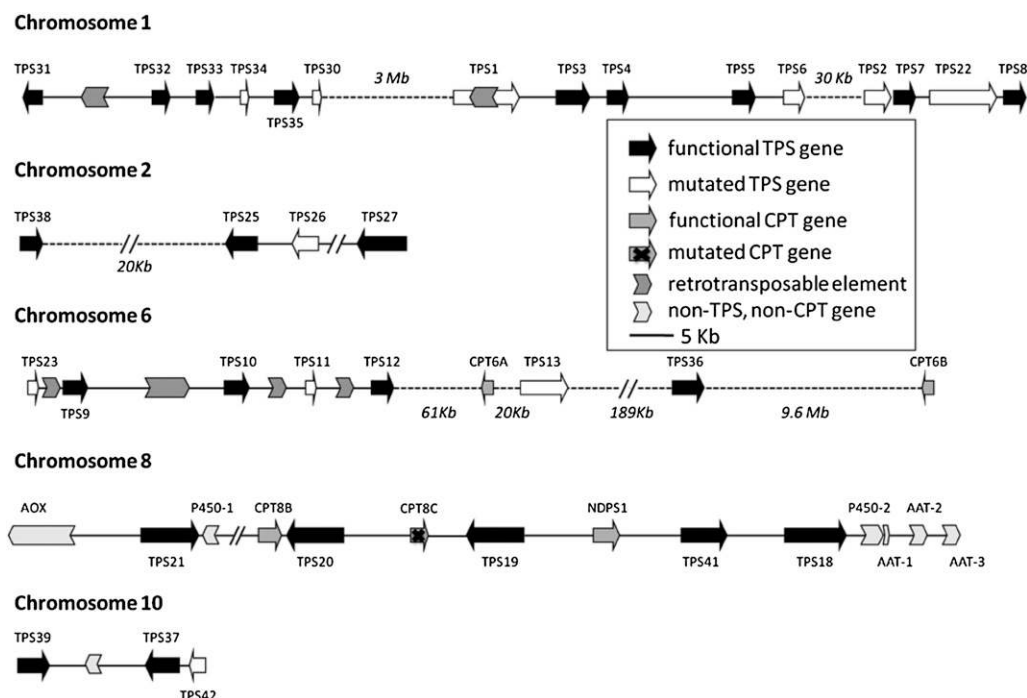 Chromosome 1
TPS31 TPS32 TPS33 TPS34 TPS30 3 Mb TPS1 TPS3 TPS4 TPS5 TPS6 30 Kb TPS2 TPS7 TPS22 TPS8
TPS35
functional TPS gene
mutated TPS gene
functional CPT gene
mutated CPT gene
retrotransposable element
non-TPS, non-CPT gene
5 Kb
Chromosome 2
TPS38 TPS25 TPS26 TPS27
20Kb
Chromosome 6
TPS23 TPS10 TPS11 TPS12 CPT6A TPS13 TPS36 CPT6B
TPS9 61Kb 20Kb 189Kb 9.6 Mb
Chromosome 8
AOX P450-1 CPT8B CPT8C NDPS1 P450-2 AAT-2
TPS21 TPS20 TPS19 TPS41 TPS18 AAT-1 AAT-3
Chromosome 10
TPS39 TPS37
TPS42